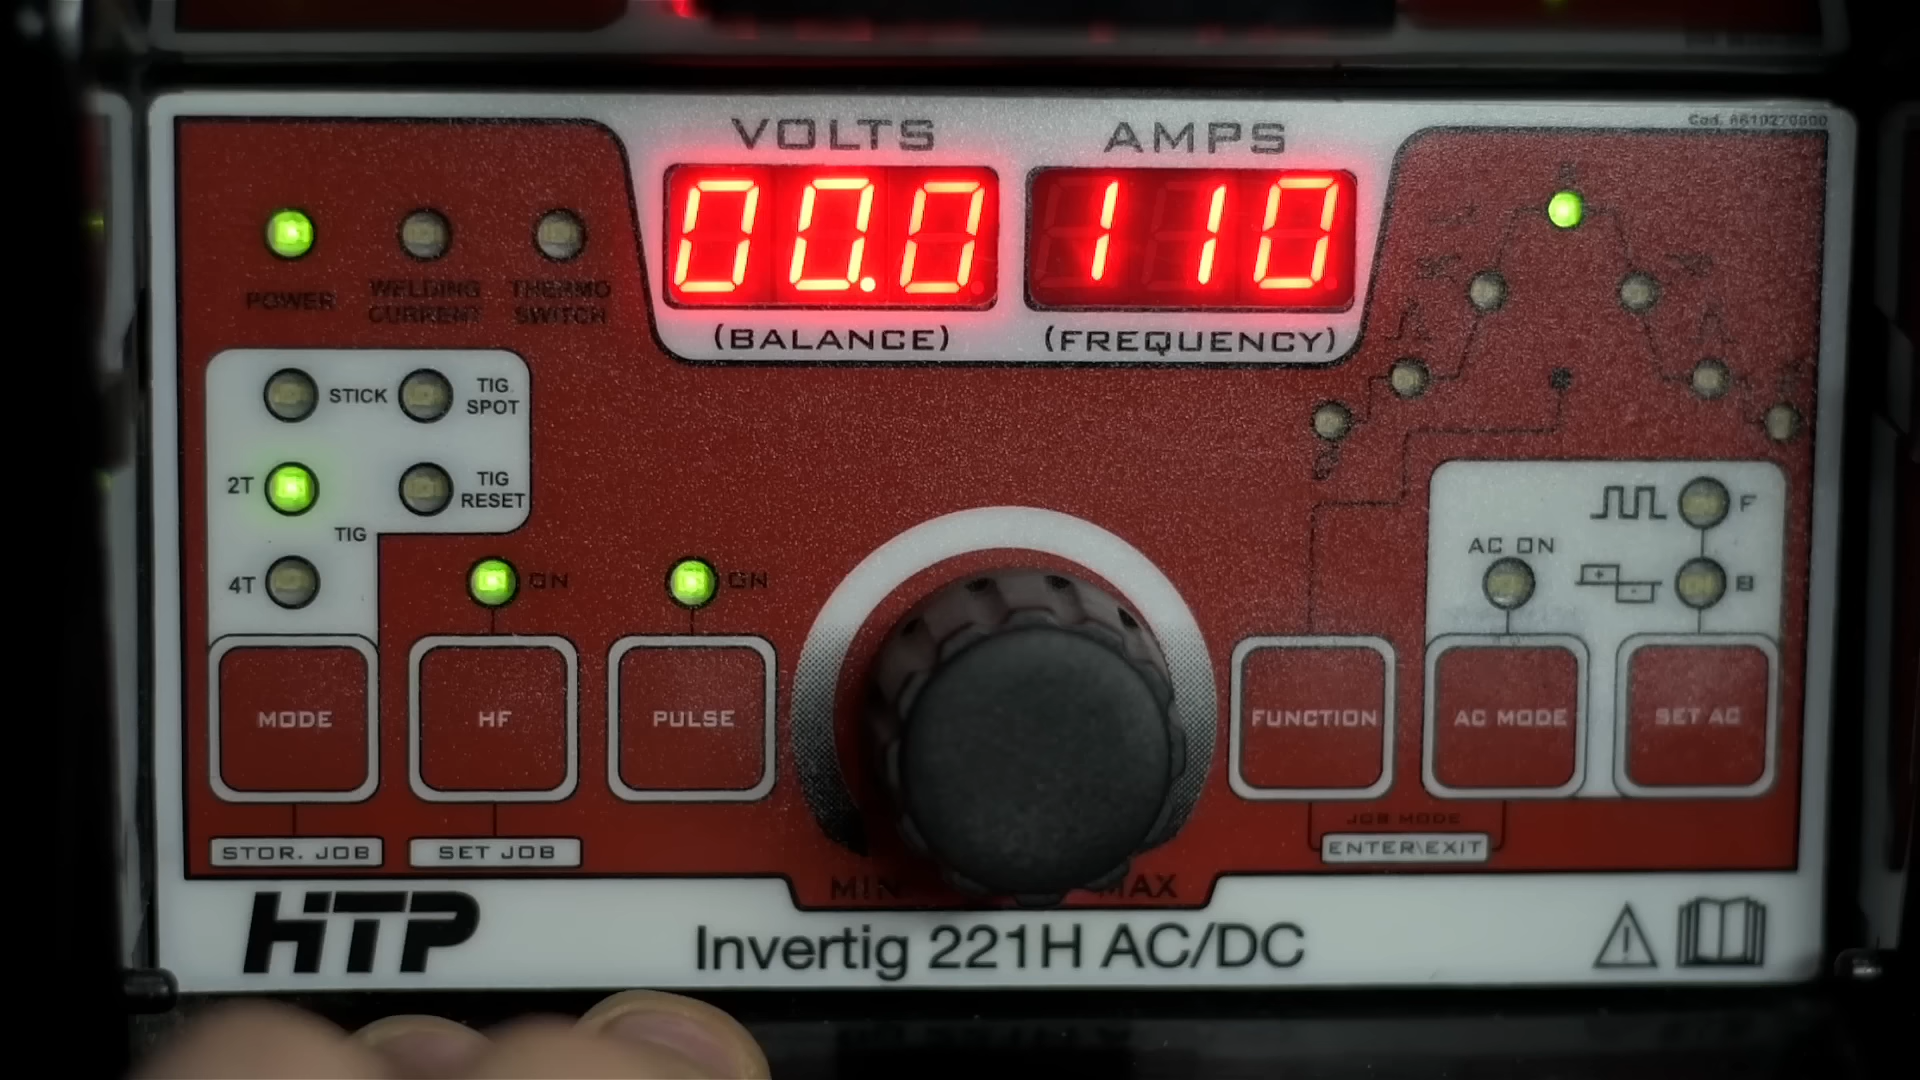 VOLTS
AMPS
00.0
110
(BALANCE)
(FREQUENCY)
POWER
WELDING
CURRENT
THERMO
SWITCH
STICK
TIG
SPOT
2T
TIG
RESET
TIG
4T
ON
ON
AC ON
F
B
MODE
HF
PULSE
FUNCTION
AC MODE
SET AC
STOR. JOB
SET JOB
JOB MODE
ENTER\EXIT
MIN
MAX
HTP
Invertig 221H AC/DC